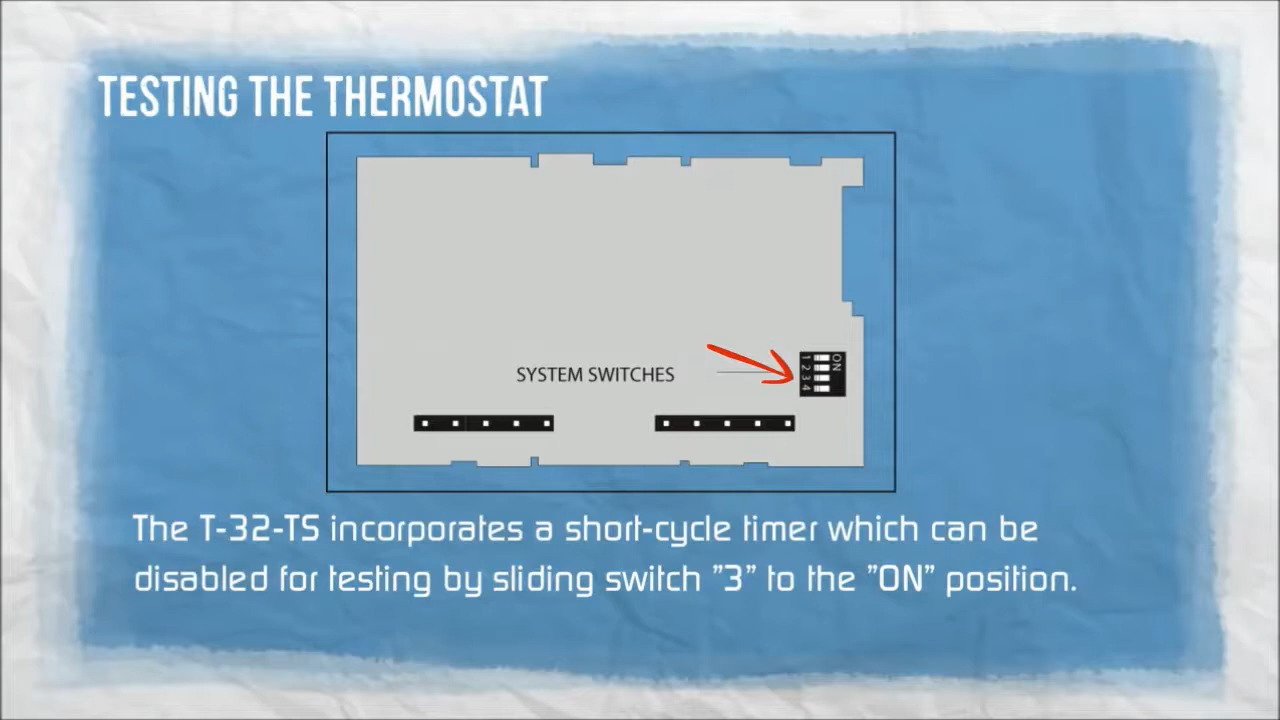 TESTING THE THERMOSTAT
SYSTEM SWITCHES
ON
1 2 3 4
The T-32-TS incorporates a short-cycle timer which can be
disabled for testing by sliding switch "3" to the "ON" position.